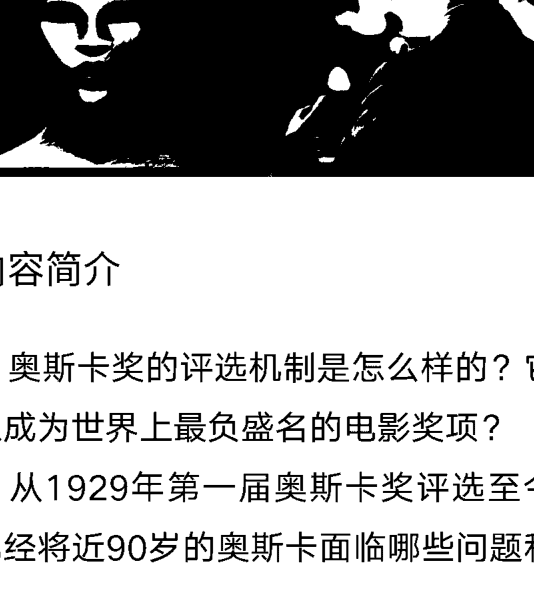 容简介
奥斯卡奖的评选机制是怎么样的？
成为世界上最负盛名的电影奖项？
从1929年第一届奥斯卡奖评选至
经将近90岁的奥斯卡面临哪些问题